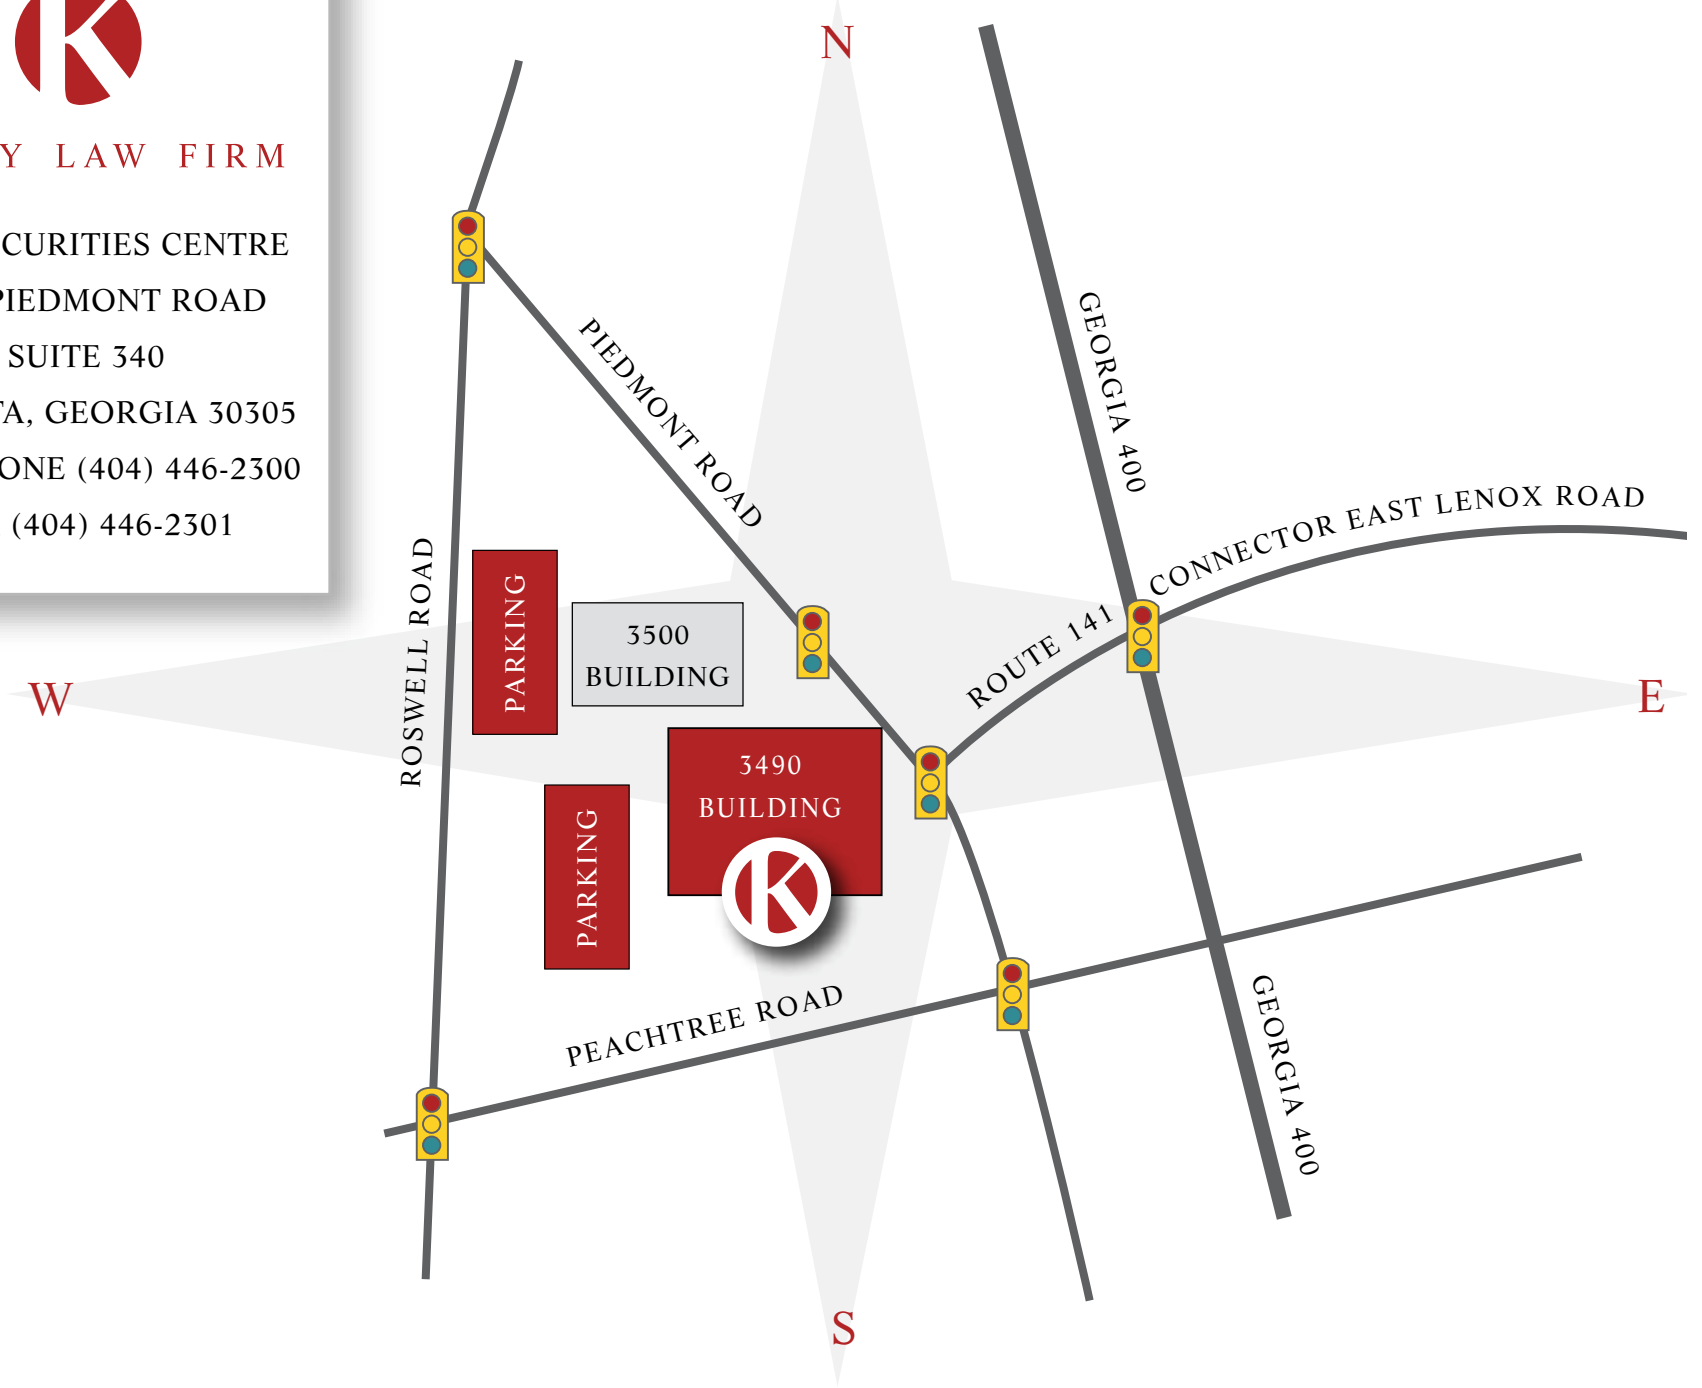 K
Y LAW FIRM
CURITIES CENTRE
PIEDMONT ROAD
SUITE 340
TA, GEORGIA 30305
ONE (404) 446-2300
(404) 446-2301
N
W
E
S
ROSWELL ROAD
PIEDMONT ROAD
GEORGIA 400
CONNECTOR EAST LENOX ROAD
ROUTE 141
PARKING
3500
BUILDING
3490
BUILDING
K
PARKING
PEACHTREE ROAD
GEORGIA 400